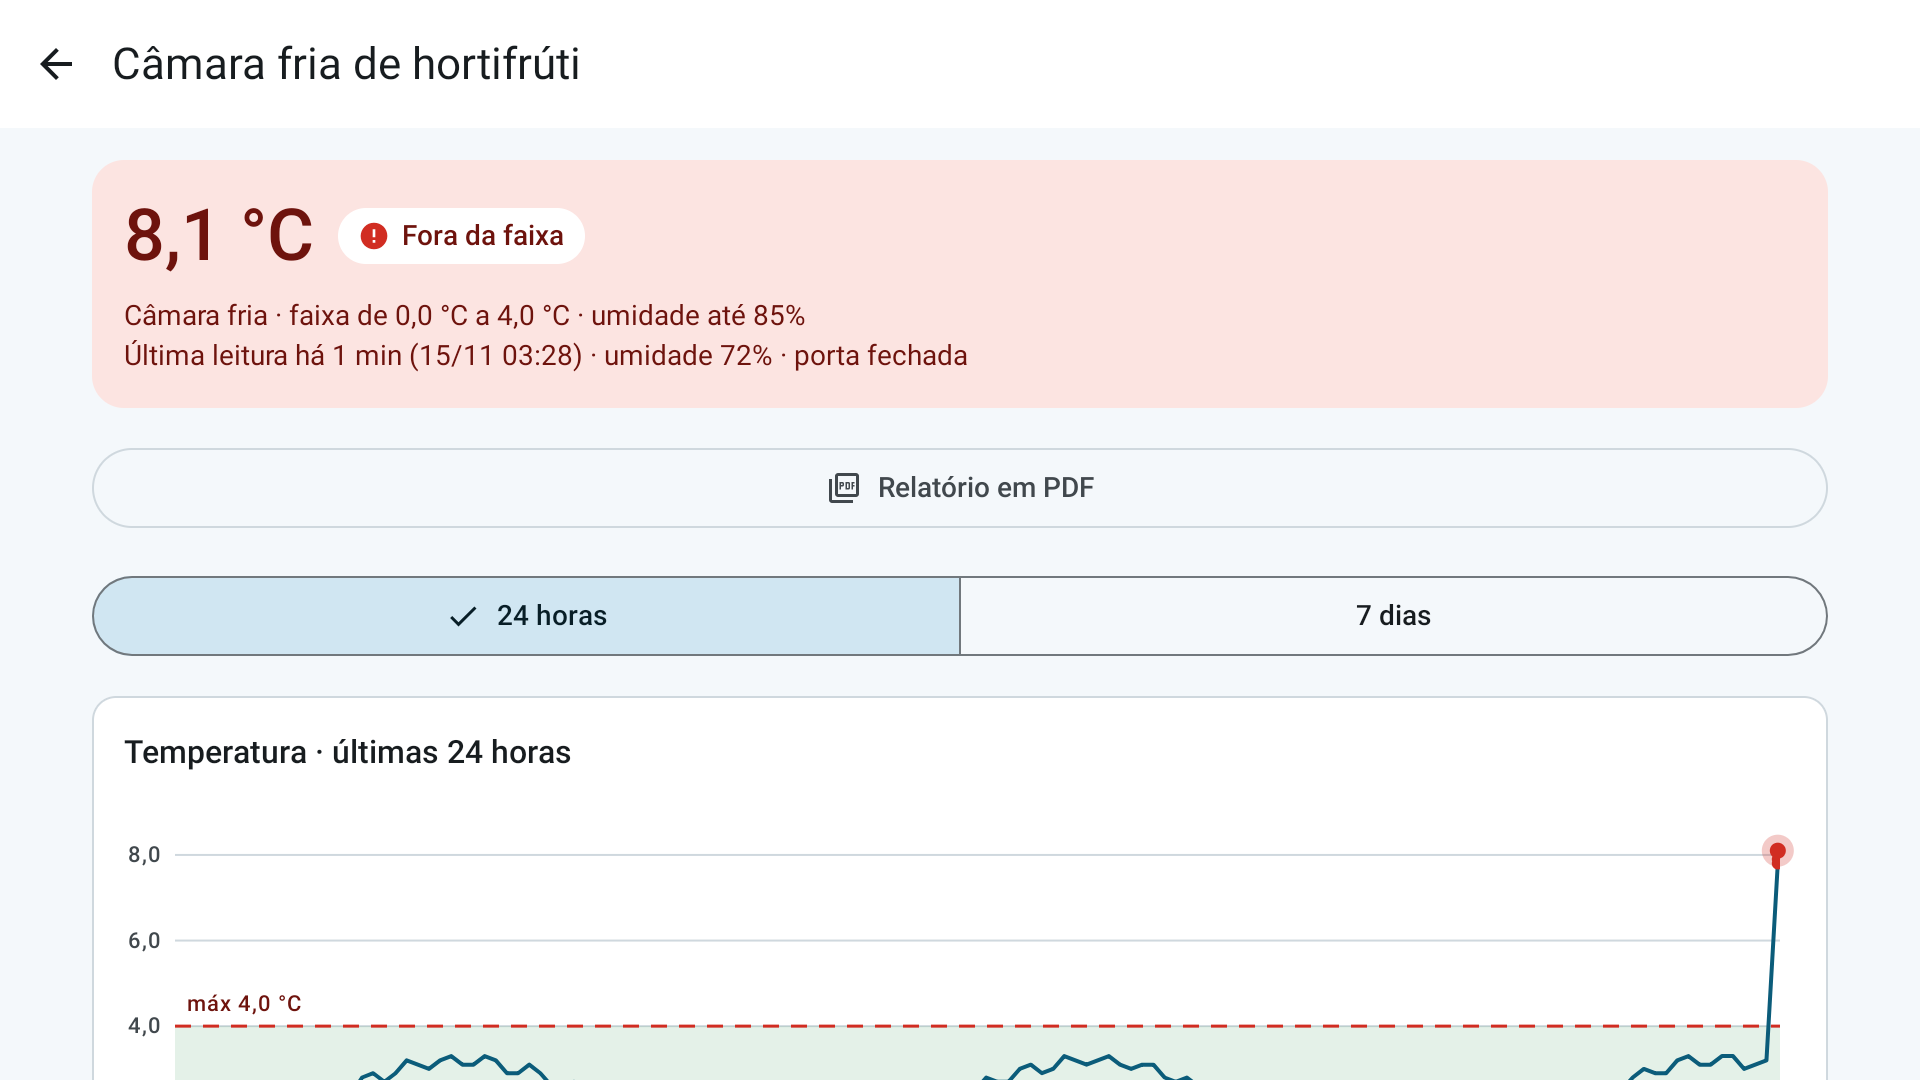 Câmara fria de hortifrúti
8,1 °C
Fora da faixa
Câmara fria · faixa de 0,0 °C a 4,0 °C · umidade até 85%
Última leitura há 1 min (15/11 03:28) · umidade 72% · porta fechada
PDF Relatório em PDF
24 horas
7 dias
Temperatura · últimas 24 horas
8,0
6,0
máx 4,0 °C
4,0